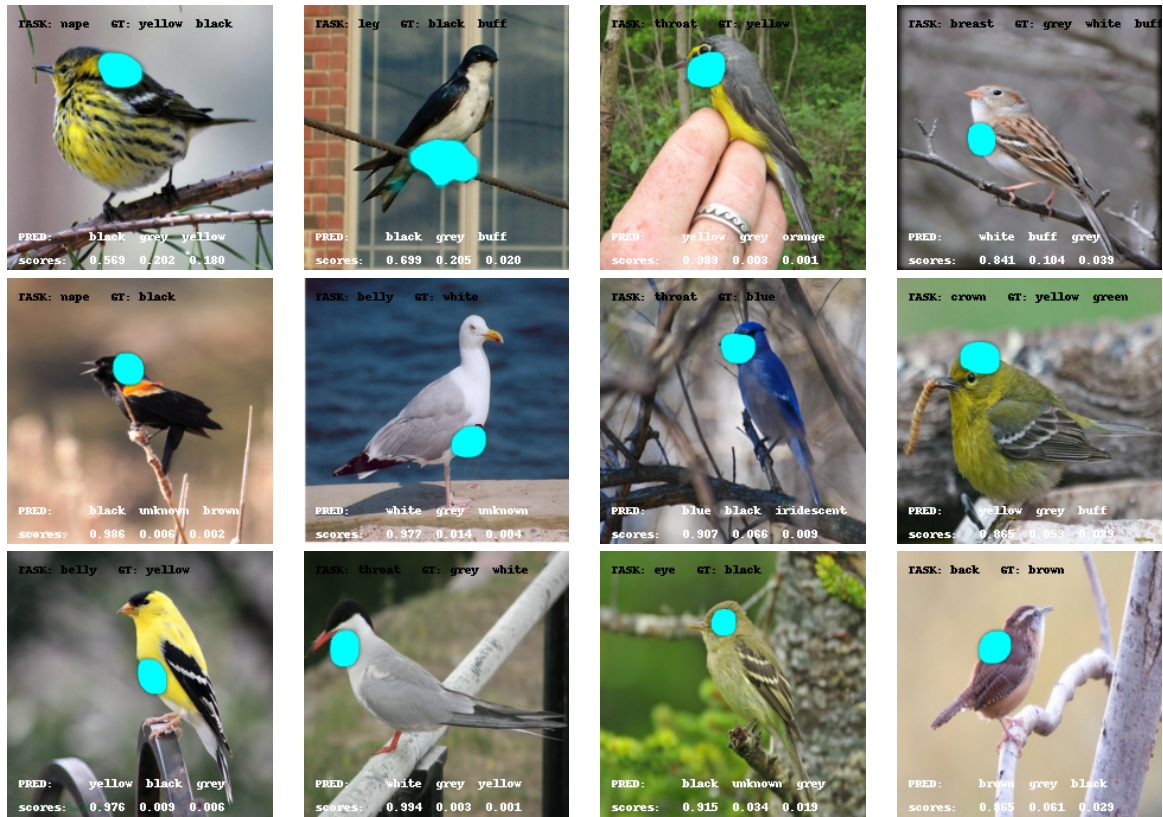 TASK: nape GT: yellow black
PRED: black grey yellow
scores: 0.569 0.202 0.180
TASK: leg GT: black buff
PRED: black grey buff
scores: 0.699 0.205 0.020
TASK: throat GT: yellow
PRED: yellow grey orange
scores: 0.989 0.003 0.001
TASK: breast GT: grey white buff
PRED: white buff grey
scores: 0.841 0.104 0.039
TASK: nape GT: black
PRED: black unknown brown
scores: 0.986 0.006 0.002
TASK: belly GT: white
PRED: white grey unknown
scores: 0.977 0.014 0.004
TASK: throat GT: blue
PRED: blue black iridescent
scores: 0.907 0.066 0.009
TASK: crown GT: yellow green
PRED: yellow grey buff
scores: 0.865 0.053 0.029
TASK: belly GT: yellow
PRED: yellow black grey
scores: 0.976 0.009 0.006
TASK: throat GT: grey white
PRED: white grey yellow
scores: 0.994 0.003 0.001
TASK: eye GT: black
PRED: black unknown grey
scores: 0.915 0.034 0.019
TASK: back GT: brown
PRED: brown grey black
scores: 0.865 0.061 0.029